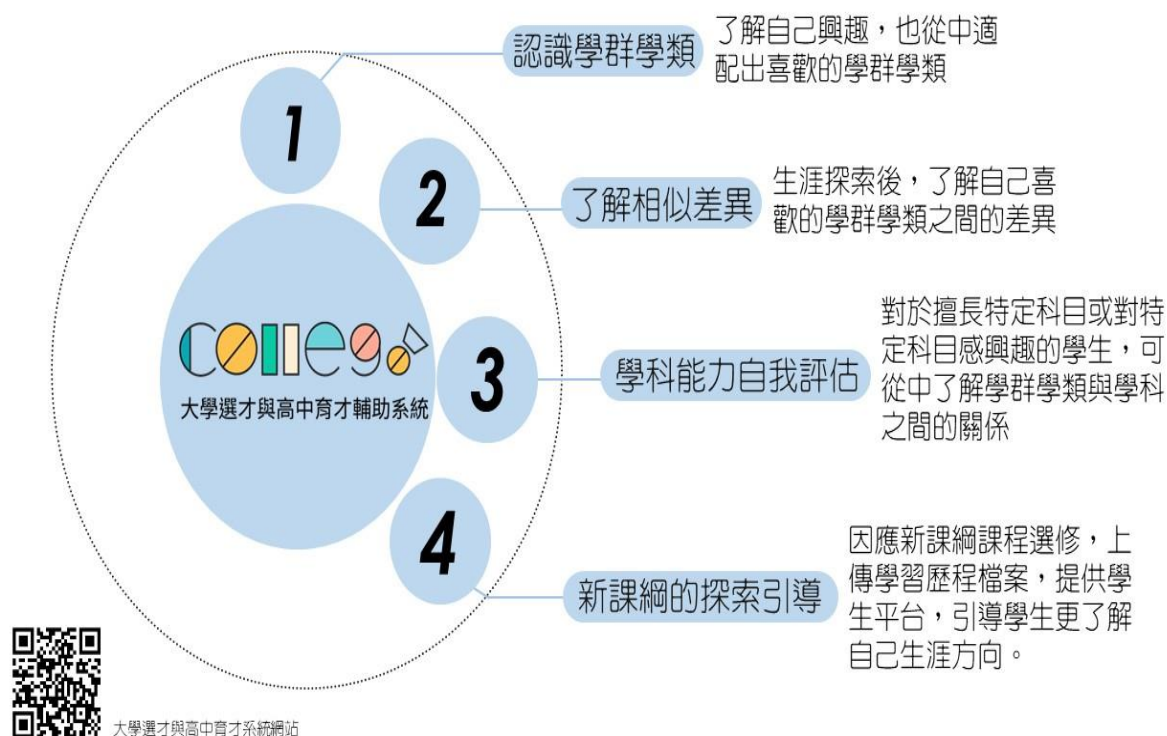 認識學群學類
了解自己興趣，也從中適
配出喜歡的學群學類
1
2
了解相似差異
生涯探索後，了解自己喜
歡的學群學類之間的差異
collego
大學選才與高中育才輔助系統
3
學科能力自我評估
對於擅長特定科目或對特
定科目感興趣的學生，可
從中了解學群學類與學科
之間的關係
4
新課綱的探索引導
因應新課綱課程選修，上
傳學習歷程檔案，提供學
生平台，引導學生更了解
自己生涯方向。
大學選才與高中育才系統網站